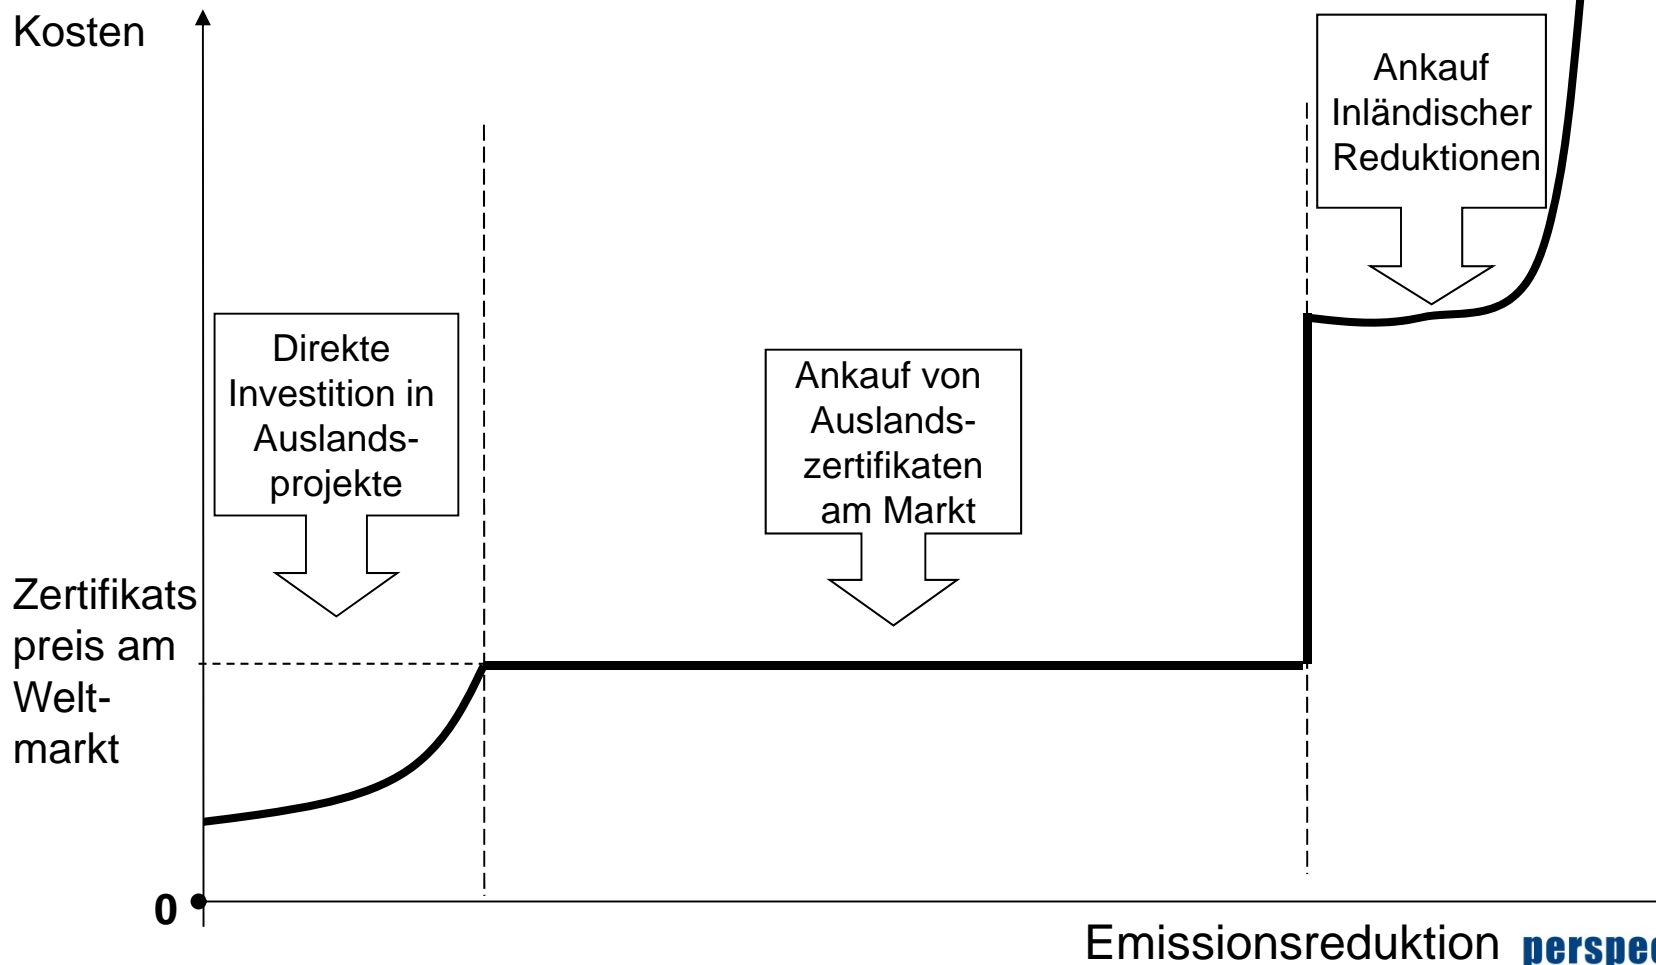 Kosten
Ankauf
Inländischer
Reduktionen
Direkte
Investition in
Auslands-
projekte
Ankauf von
Auslands-
zertifikaten
am Markt
Zertifikats
preis am
Welt-
markt
0
Emissionsreduktion